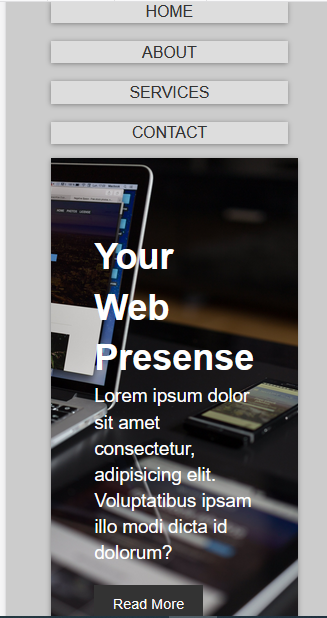 HOME
ABOUT
SERVICES
CONTACT
Your
Web
Presense
Lorem ipsum dolor
sit amet
consectetur,
adipisicing elit.
Voluptatibus ipsam
illo modi dicta id
dolorum?
Read More